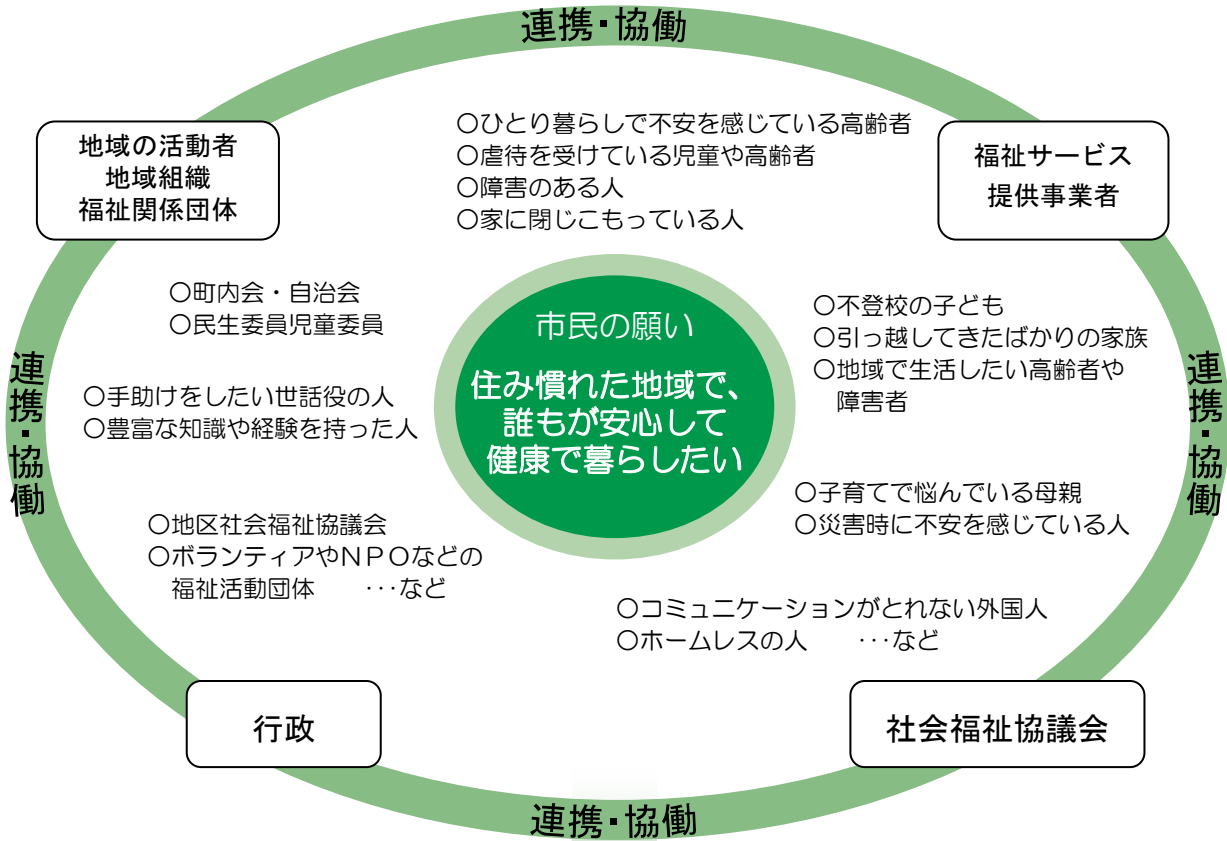 連携・協働
地域の活動者
地域組織
福祉関係団体
○ひとり暮らしで不安を感じている高齢者
○虐待を受けている児童や高齢者
○障害のある人
○家に閉じこもっている人
福祉サービス
提供事業者
○町内会・自治会
○民生委員児童委員
○手助けをしたい世話役の人
○豊富な知識や経験を持った人
○地区社会福祉協議会
○ボランティアやNPOなどの
福祉活動団体 …など
市民の願い
住み慣れた地域で、
誰もが安心して
健康で暮らしたい
○不登校の子ども
○引っ越してきたばかりの家族
○地域で生活したい高齢者や
障害者
○子育てで悩んでいる母親
○災害時に不安を感じている人
○コミュニケーションがとれない外国人
○ホームレスの人 …など
連携・協働
連携・協働
行政
社会福祉協議会
連携・協働